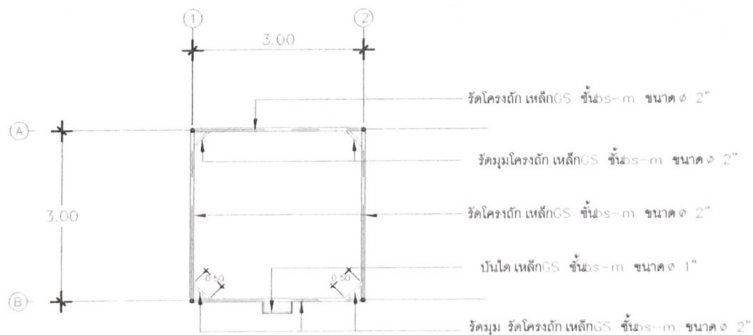 1
2
3.00
รัดโครงถัก เหล็กGS ชั้นbs-m ขนาด ø 2"
A
รัดมุมโครงถัก เหล็กGS ชั้นbs-m ขนาด ø 2"
3.00
รัดโครงถัก เหล็กGS ชั้นbs-m ขนาด ø 2"
บันได เหล็กGS ชั้นbs-m ขนาด ø 1"
0.50
0.50
B
รัดมุม รัดโครงถัก เหล็กGS ชั้นbs-m ขนาด ø 2"